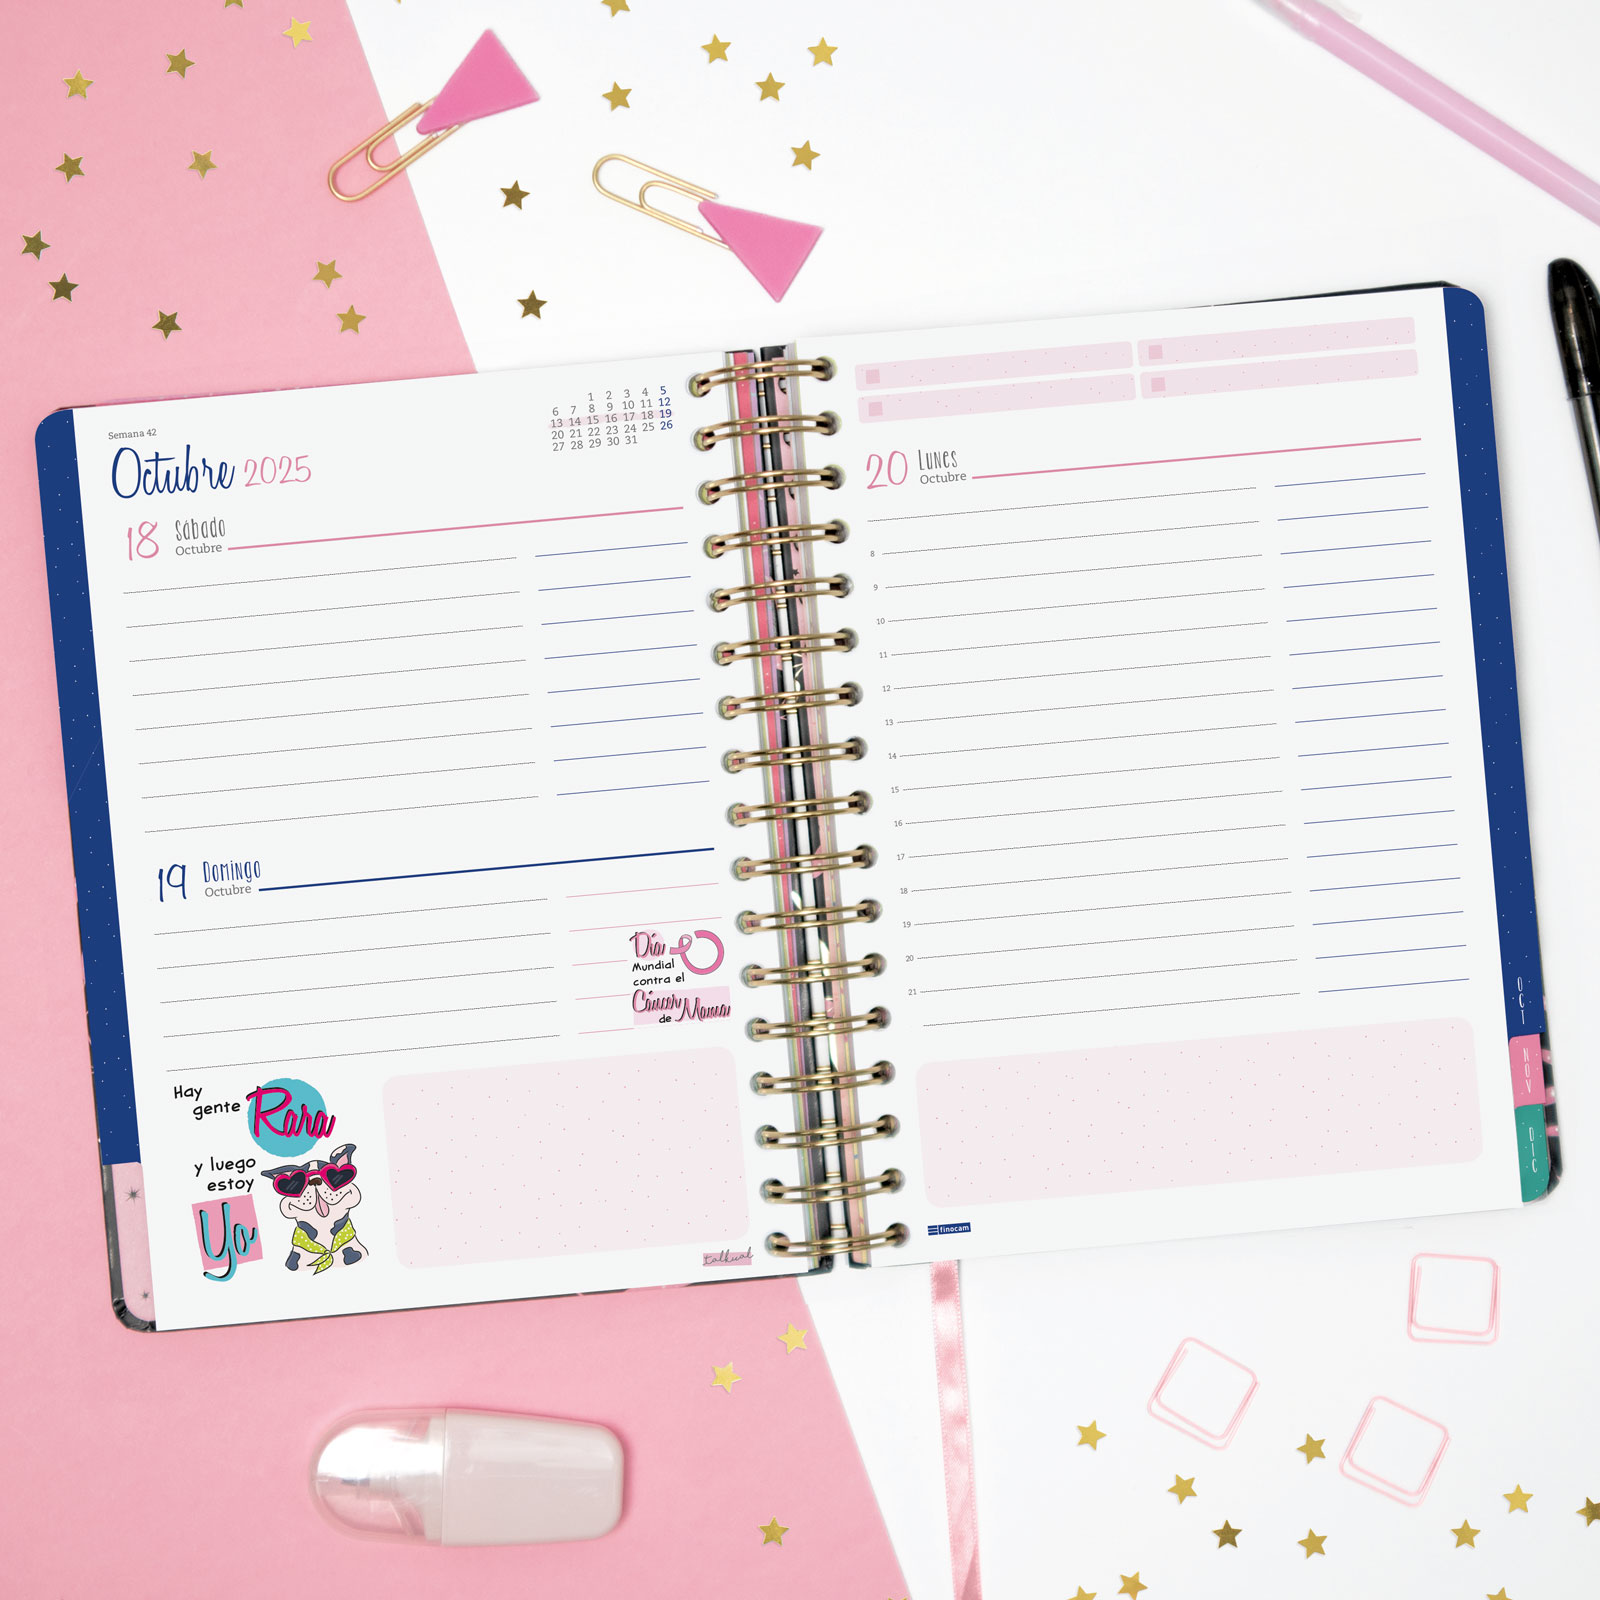 Semana 42
Octubre 2025
1 2 3 4 5
6 7 8 9 10 11 12
13 14 15 16 17 18 19
20 21 22 23 24 25 26
27 28 29 30 31
18 Sábado
Octubre
19 Domingo
Octubre
Día
Mundial
contra el
Cáncer
de Mama
Hay
gente Rara
y luego
estoy
Yo
talkual
20 Lunes
Octubre
8
9
10
11
12
13
14
15
16
17
18
19
20
21
finocam
OCT
NOV
DIC